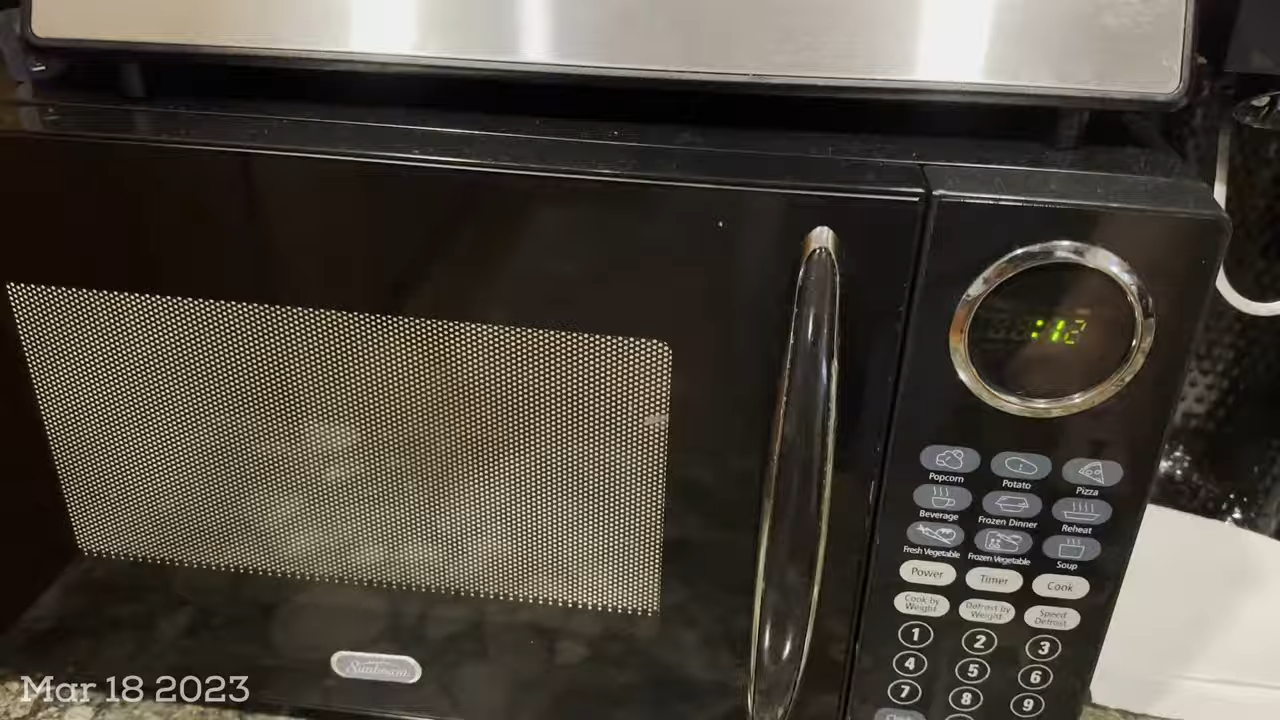 :12
Popcorn
Potato
Pizza
Beverage
Frozen Dinner
Reheat
Fresh Vegetable
Frozen Vegetable
Soup
Power
Timer
Cook
Cook by Weight
Defrost by Weight
Speed Defrost
1 2 3
4 5 6
7 8 9
Sunbeam
Mar 18 2023